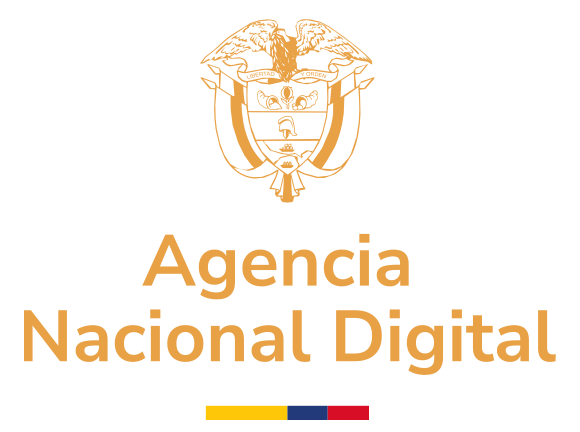 LIBERTAD Y ORDEN
Agencia
Nacional Digital